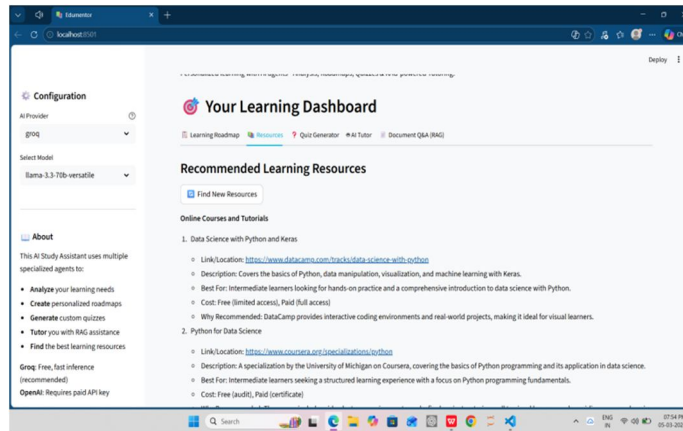 Edumentor
localhost:8501
Deploy
Configuration
AI Provider
groq
Select Model
llama-3.3-70b-versatile
About
This AI Study Assistant uses multiple
specialized agents to:
Analyze your learning needs
Create personalized roadmaps
Generate custom quizzes
Tutor you with RAG assistance
Find the best learning resources
Groq: Free, fast inference
(recommended)
OpenAI: Requires paid API key
Your Learning Dashboard
Learning Roadmap Resources Quiz Generator AI Tutor Document Q&A (RAG)
Recommended Learning Resources
Find New Resources
Online Courses and Tutorials
1. Data Science with Python and Keras
Link/Location: https://www.datacamp.com/tracks/data-science-with-python
Description: Covers the basics of Python, data manipulation, visualization, and machine learning with Keras.
Best For: Intermediate learners looking for hands-on practice and a comprehensive introduction to data science with Python.
Cost: Free (limited access), Paid (full access)
Why Recommended: DataCamp provides interactive coding environments and real-world projects, making it ideal for visual learners.
2. Python for Data Science
Link/Location: https://www.coursera.org/specializations/python
Description: A specialization by the University of Michigan on Coursera, covering the basics of Python programming and its application in data science.
Best For: Intermediate learners seeking a structured learning experience with a focus on Python programming fundamentals.
Cost: Free (audit), Paid (certificate)
Search
ENG
IN
07:54 PM
05-03-202